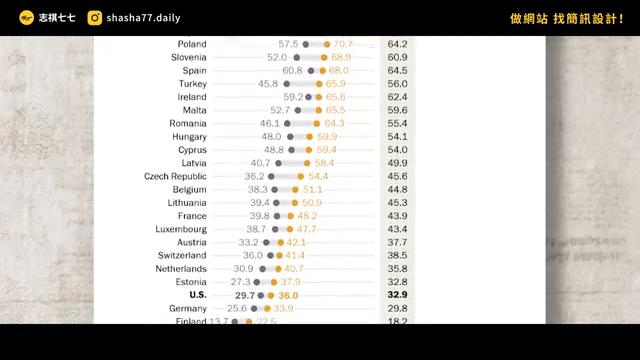 志祺七七 shasha77.daily 做網站 找簡訊設計!
Poland 57.5 70.7 64.2
Slovenia 52.0 68.9 60.9
Spain 60.8 68.0 64.5
Turkey 45.8 65.9 56.0
Ireland 59.2 65.6 62.4
Malta 52.7 65.5 59.6
Romania 46.1 64.3 55.4
Hungary 48.0 59.9 54.1
Cyprus 48.8 59.4 54.0
Latvia 40.7 58.4 49.9
Czech Republic 36.2 54.4 45.6
Belgium 38.3 51.1 44.8
Lithuania 39.4 50.9 45.3
France 39.8 48.2 43.9
Luxembourg 38.7 47.7 43.4
Austria 33.2 42.1 37.7
Switzerland 36.0 41.4 38.5
Netherlands 30.9 40.7 35.8
Estonia 27.3 37.9 32.8
U.S. 29.7 36.0 32.9
Germany 25.6 33.9 29.8
Finland 13.7 22.6 18.2